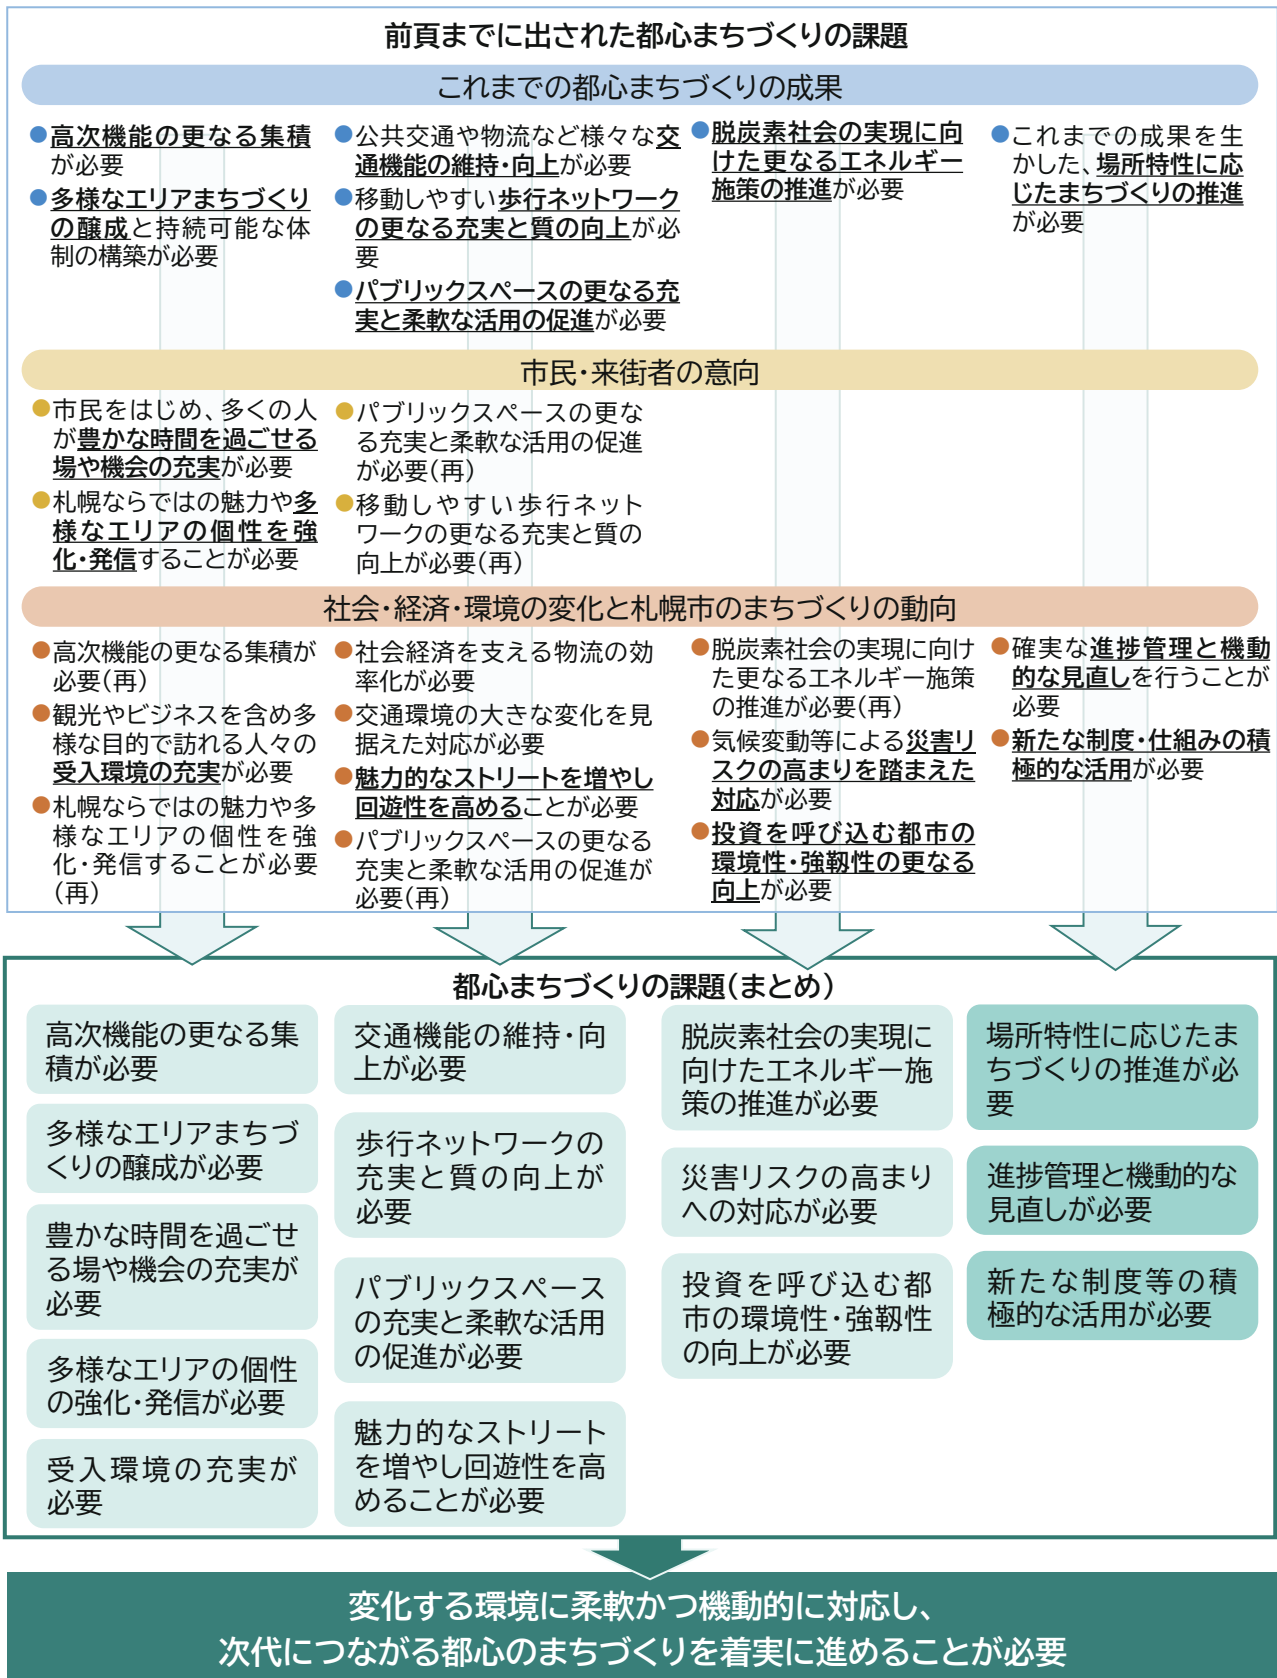 前頁までに出された都心まちづくりの課題
これまでの都心まちづくりの成果
●高次機能の更なる集積
が必要
●多様なエリアまちづくり
の醸成と持続可能な体
制の構築が必要
●公共交通や物流など様々な交
通機能の維持・向上が必要
●移動しやすい歩行ネットワーク
の更なる充実と質の向上が必
要
●パブリックスペースの更なる充
実と柔軟な活用の促進が必要
●脱炭素社会の実現に向
けた更なるエネルギー
施策の推進が必要
●これまでの成果を生
かした、場所特性に応
じたまちづくりの推進
が必要
市民・来街者の意向
●市民をはじめ、多くの人
が豊かな時間を過ごせる
場や機会の充実が必要
●札幌ならではの魅力や多
様なエリアの個性を強
化・発信することが必要
●パブリックスペースの更な
る充実と柔軟な活用の促進
が必要(再)
●移動しやすい歩行ネット
ワークの更なる充実と質の
向上が必要(再)
社会・経済・環境の変化と札幌市のまちづくりの動向
●高次機能の更なる集積が
必要(再)
●観光やビジネスを含め多
様な目的で訪れる人々の
受入環境の充実が必要
●札幌ならではの魅力や多
様なエリアの個性を強
化・発信することが必要
(再)
●社会経済を支える物流の効
率化が必要
●交通環境の大きな変化を見
据えた対応が必要
●魅力的なストリートを増やし
回遊性を高めることが必要
●パブリックスペースの更なる
充実と柔軟な活用の促進が
必要(再)
●脱炭素社会の実現に向け
た更なるエネルギー施策
の推進が必要(再)
●気候変動等による災害リ
スクの高まりを踏まえた
対応が必要
●投資を呼び込む都市の
環境性・強靱性の更なる
向上が必要
●確実な進捗管理と機動
的な見直しを行うことが
必要
●新たな制度・仕組みの積
極的な活用が必要
都心まちづくりの課題(まとめ)
高次機能の更なる集
積が必要
多様なエリアまちづ
くりの醸成が必要
豊かな時間を過ごせ
る場や機会の充実が
必要
多様なエリアの個性
の強化・発信が必要
受入環境の充実が
必要
交通機能の維持・向
上が必要
歩行ネットワークの
充実と質の向上が
必要
パブリックスペース
の充実と柔軟な活用
の促進が必要
魅力的なストリート
を増やし回遊性を高
めることが必要
脱炭素社会の実現に
向けたエネルギー施
策の推進が必要
災害リスクの高まり
への対応が必要
投資を呼び込む都
市の環境性・強靱性
の向上が必要
場所特性に応じたま
ちづくりの推進が必
要
進捗管理と機動的な
見直しが必要
新たな制度等の積
極的な活用が必要
変化する環境に柔軟かつ機動的に対応し、
次代につながる都心のまちづくりを着実に進めることが必要